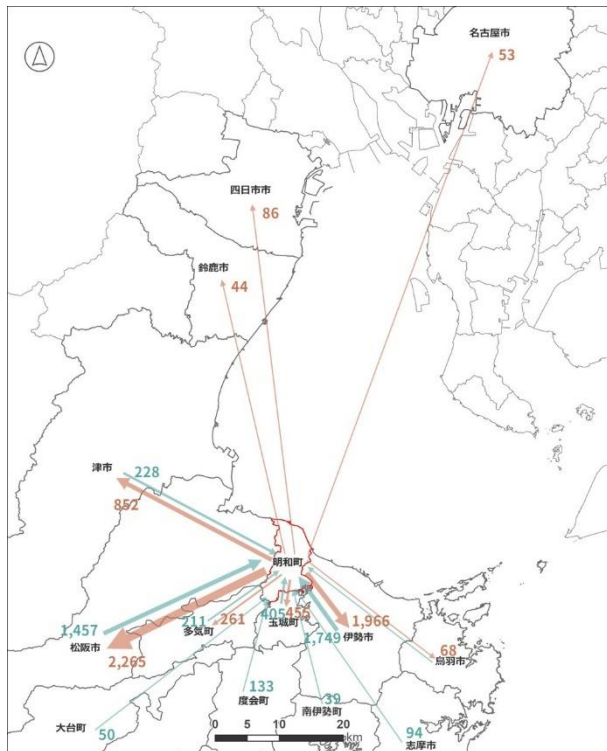 名古屋市
53
四日市市
86
鈴鹿市
44
津市
228
852
明和町
1,457
211
261
405
455
1,966
多気町
玉城町
1,749
伊勢市
松阪市
2,265
68
鳥羽市
133
39
度会町
南伊勢町
大台町
50
94
志摩市
0 5 10 20
km